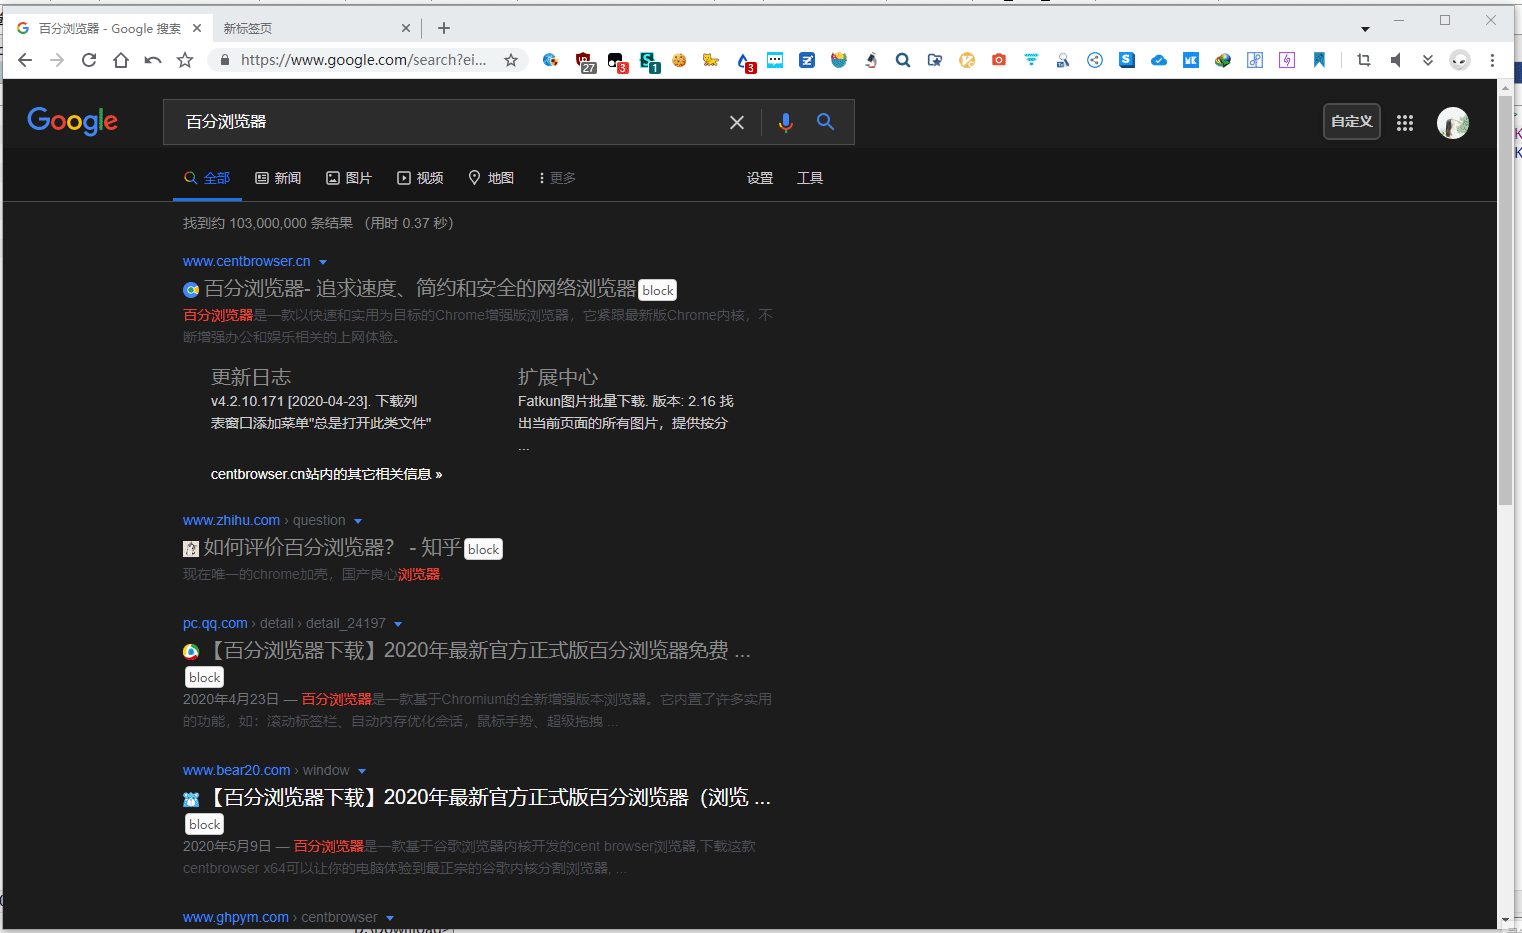 百分浏览器 - Google 搜索
新标签页
https://www.google.com/search?ei...
27
3
1
3
Google
百分浏览器
自定义
全部
新闻
图片
视频
地图
更多
设置
工具
找到约 103,000,000 条结果 （用时 0.37 秒）
www.centbrowser.cn
百分浏览器- 追求速度、简约和安全的网络浏览器 block
百分浏览器是一款以快速和实用为目标的Chrome增强版浏览器，它紧跟最新版Chrome内核，不
断增强办公和娱乐相关的上网体验。
更新日志
v4.2.10.171 [2020-04-23]. 下载列
表窗口添加菜单"总是打开此类文件"
扩展中心
Fatkun图片批量下载. 版本: 2.16 找
出当前页面的所有图片，提供按分
...
centbrowser.cn站内的其它相关信息 »
www.zhihu.com › question
如何评价百分浏览器？ - 知乎 block
现在唯一的chrome加壳，国产良心浏览器.
pc.qq.com › detail › detail_24197
【百分浏览器下载】2020年最新官方正式版百分浏览器免费 ...
block
2020年4月23日 — 百分浏览器是一款基于Chromium的全新增强版本浏览器。它内置了许多实用
的功能，如：滚动标签栏、自动内存优化会话，鼠标手势、超级拖拽 ...
www.bear20.com › window
【百分浏览器下载】2020年最新官方正式版百分浏览器（浏览 ...
block
2020年5月9日 — 百分浏览器是一款基于谷歌浏览器内核开发的cent browser浏览器,下载这款
centbrowser x64可以让你的电脑体验到最正宗的谷歌内核分割浏览器, ...
www.ghpym.com › centbrowser